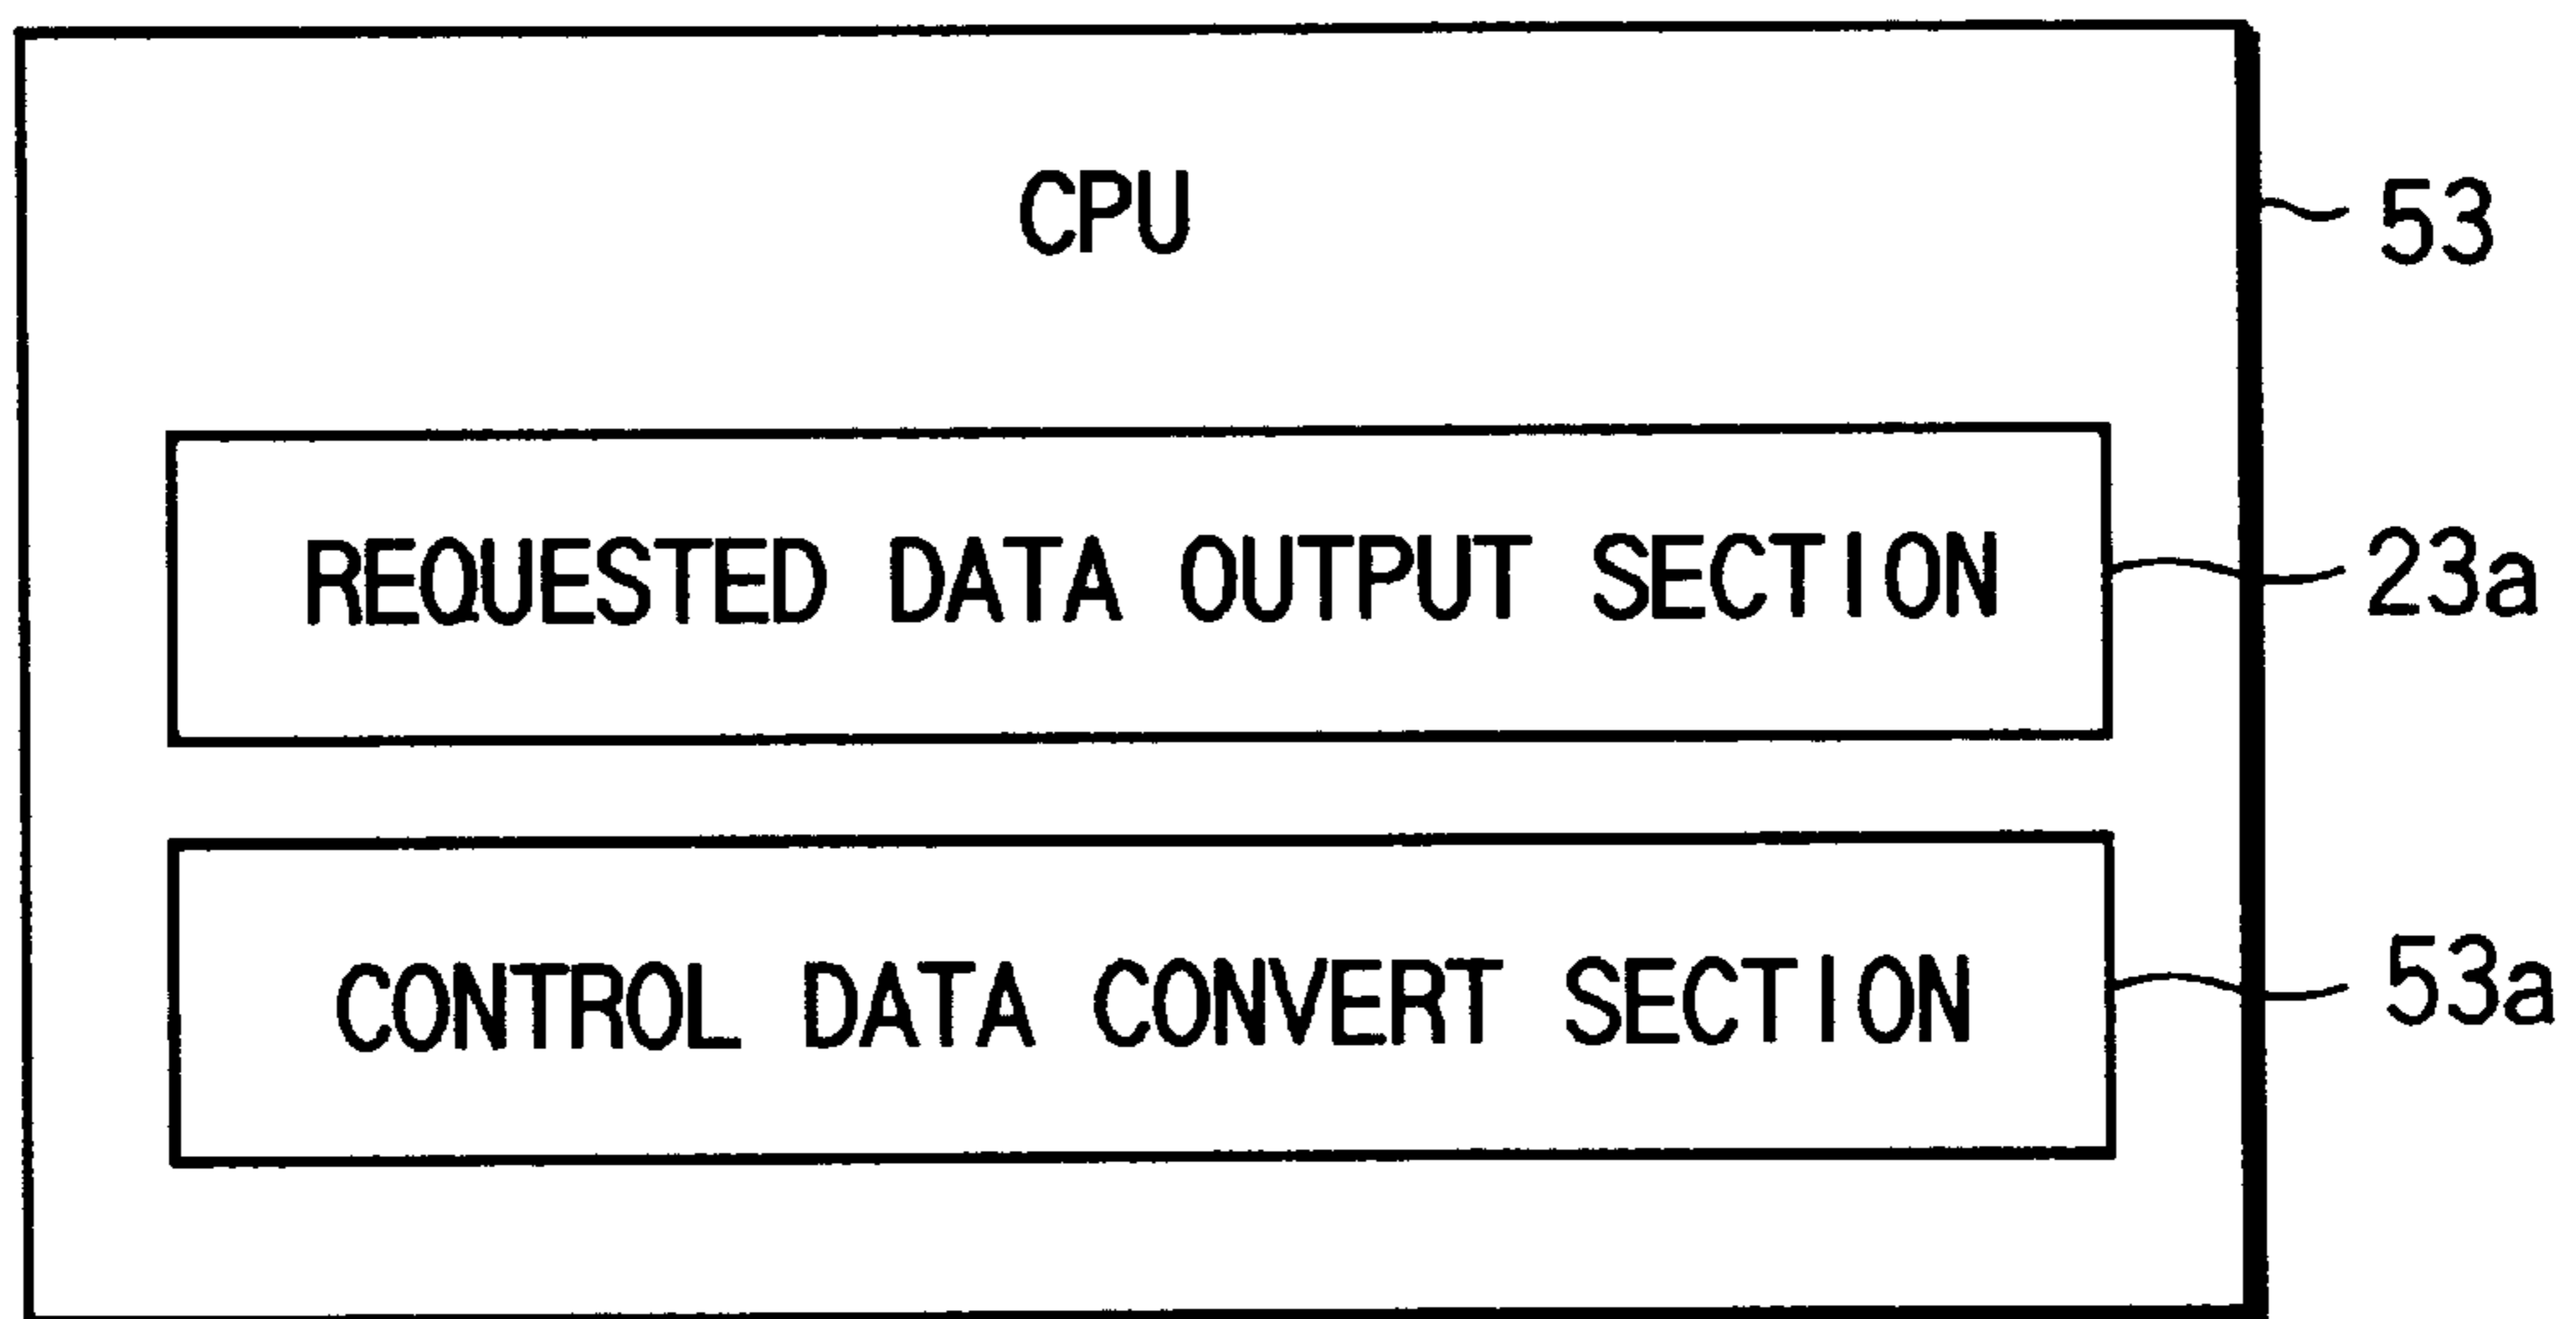 CPU
53
REQUESTED DATA OUTPUT SECTION
23a
CONTROL DATA CONVERT SECTION
53a